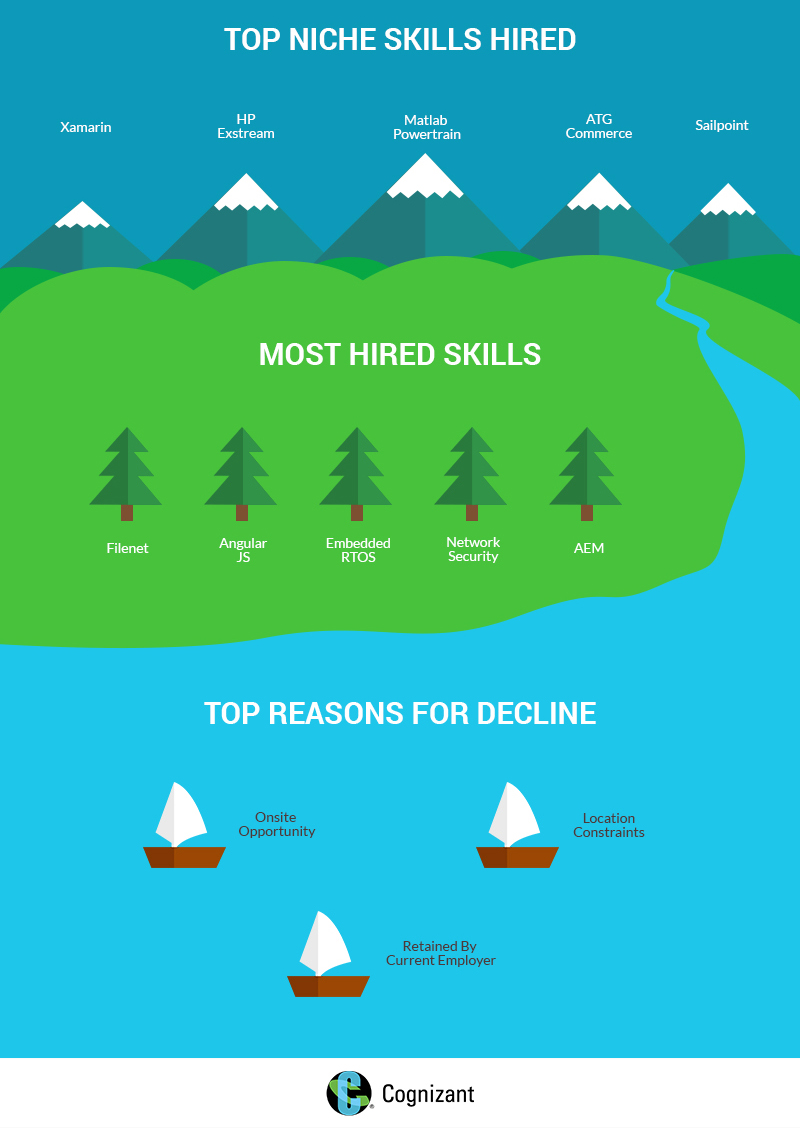 TOP NICHE SKILLS HIRED
Xamarin
HP
Exstream
Matlab
Powertrain
ATG
Commerce
Sailpoint
MOST HIRED SKILLS
Filenet
Angular
JS
Embedded
RTOS
Network
Security
AEM
TOP REASONS FOR DECLINE
Onsite
Opportunity
Location
Constraints
Retained By
Current Employer
Cognizant